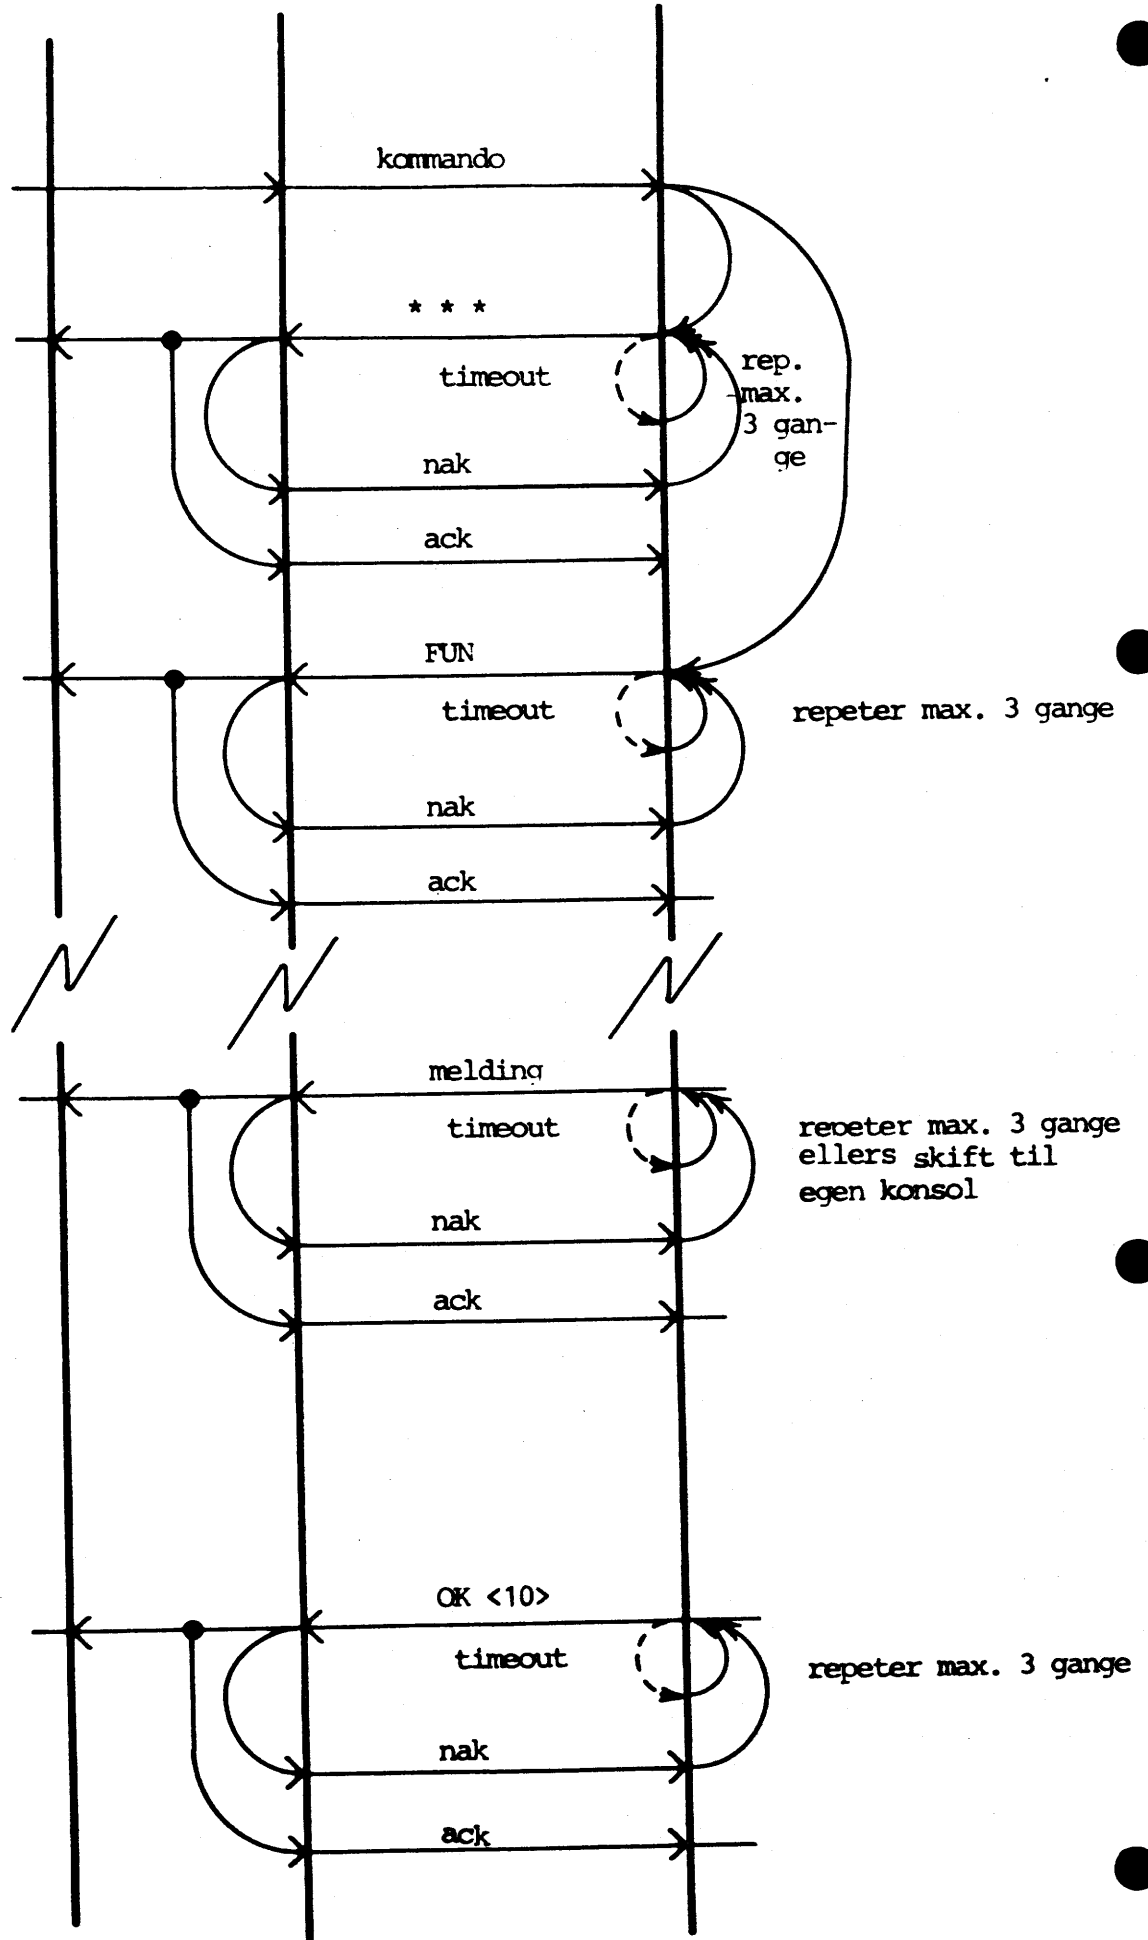 kommando
* * *
timeout
rep.
max.
3 gan-
ge
nak
ack
FUN
timeout
repeter max. 3 gange
nak
ack
melding
timeout
repeter max. 3 gange
ellers skift til
egen konsol
nak
ack
OK <10>
timeout
repeter max. 3 gange
nak
ack